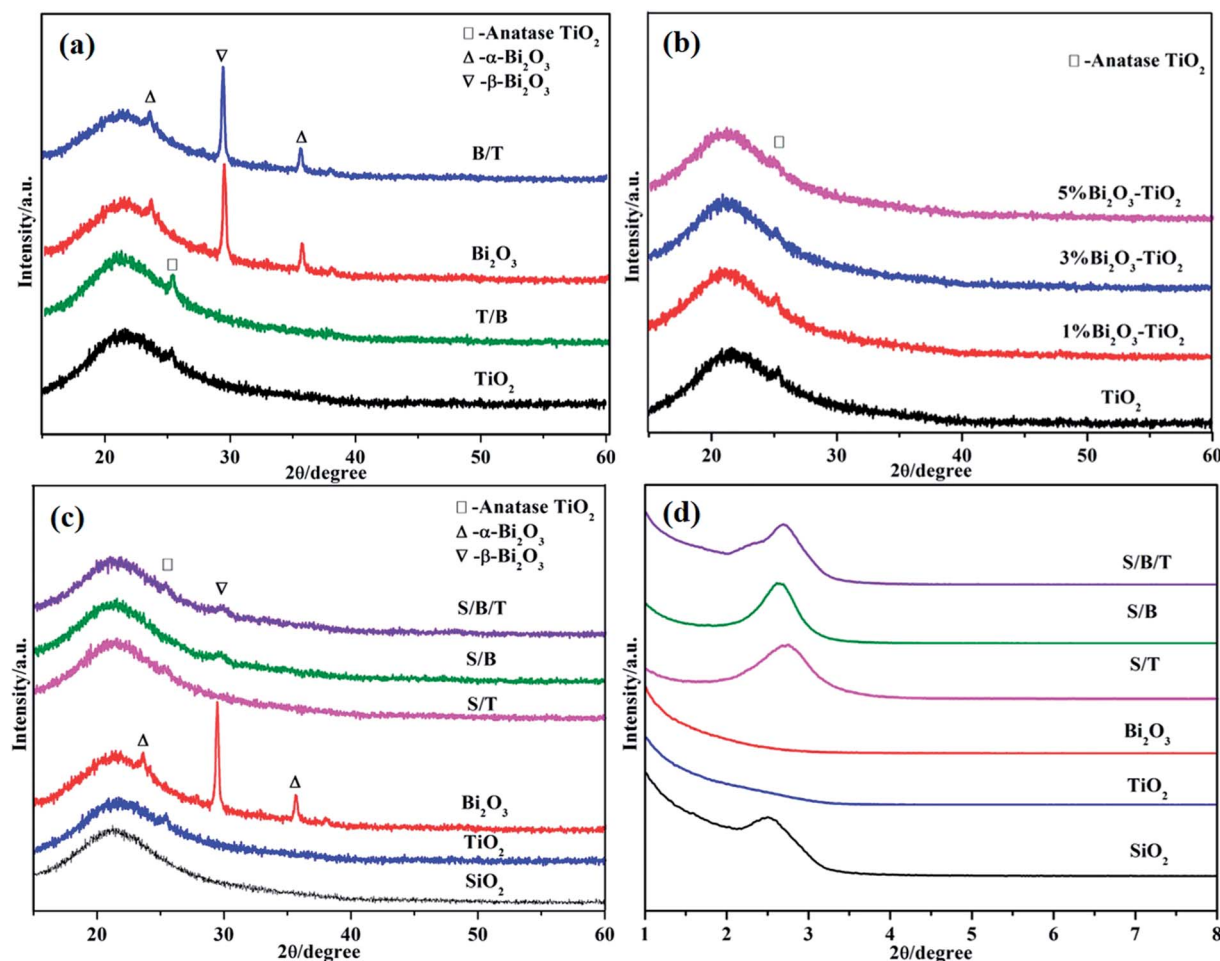 (a)
□ -Anatase TiO₂
Δ -α-Bi₂O₃
∇ -β-Bi₂O₃
∇
Δ
Δ
B/T
Bi₂O₃
□
T/B
TiO₂
Intensity/a.u.
20 30 40 50 60
2θ/degree
(b)
□ -Anatase TiO₂
□
5%Bi₂O₃-TiO₂
3%Bi₂O₃-TiO₂
1%Bi₂O₃-TiO₂
TiO₂
Intensity/a.u.
20 30 40 50 60
2θ/degree
(c)
□ -Anatase TiO₂
Δ -α-Bi₂O₃
∇ -β-Bi₂O₃
□
∇
S/B/T
S/B
S/T
Δ
Δ
Bi₂O₃
TiO₂
SiO₂
Intensity/a.u.
20 30 40 50 60
2θ/degree
(d)
S/B/T
S/B
S/T
Bi₂O₃
TiO₂
SiO₂
Intensity/a.u.
1 2 3 4 5 6 7 8
2θ/degree